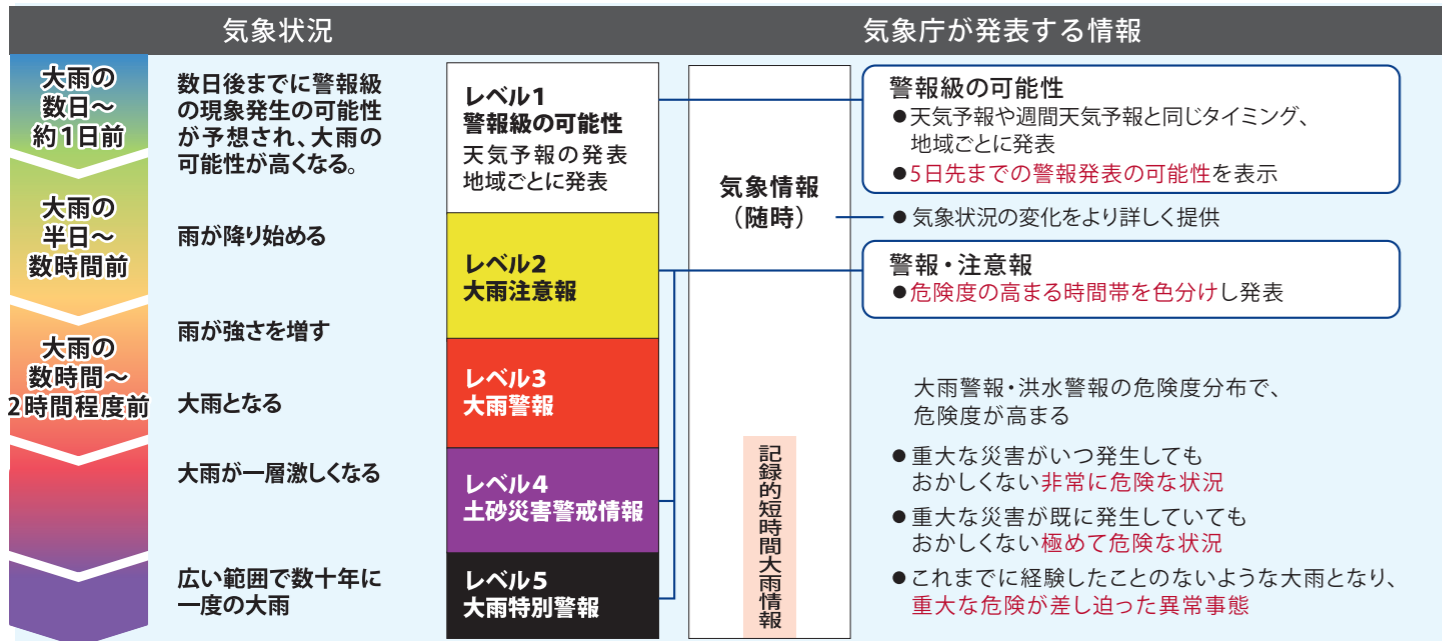 気象状況
気象庁が発表する情報
大雨の
数日～
約1日前
大雨の
半日～
数時間前
大雨の
数時間～
2時間程度前
数日後までに警報級
の現象発生の可能性
が予想され、大雨の
可能性が高くなる。
雨が降り始める
雨が強さを増す
大雨となる
大雨が一層激しくなる
広い範囲で数十年に
一度の大雨
レベル1
警報級の可能性
天気予報の発表
地域ごとに発表
レベル2
大雨注意報
レベル3
大雨警報
レベル4
土砂災害警戒情報
レベル5
大雨特別警報
気象情報
（随時）
記録的短時間大雨情報
警報級の可能性
●天気予報や週間天気予報と同じタイミング、
地域ごとに発表
●5日先までの警報発表の可能性を表示
●気象状況の変化をより詳しく提供
警報・注意報
●危険度の高まる時間帯を色分けし発表
大雨警報・洪水警報の危険度分布で、
危険度が高まる
●重大な災害がいつ発生しても
おかしくない非常に危険な状況
●重大な災害が既に発生していても
おかしくない極めて危険な状況
●これまでに経験したことのないような大雨となり、
重大な危険が差し迫った異常事態